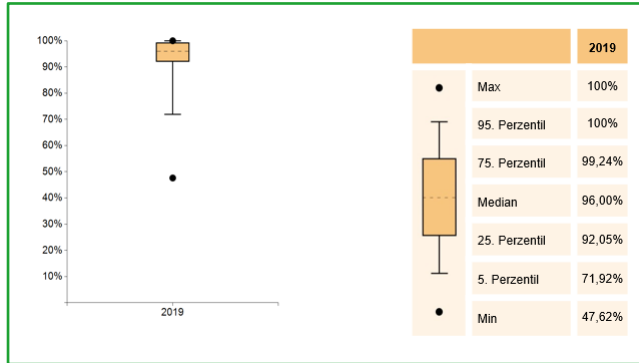 100%
90%
80%
70%
60%
50%
40%
30%
20%
10%
2019
2019
Max 100%
95. Perzentil 100%
75. Perzentil 99,24%
Median 96,00%
25. Perzentil 92,05%
5. Perzentil 71,92%
Min 47,62%